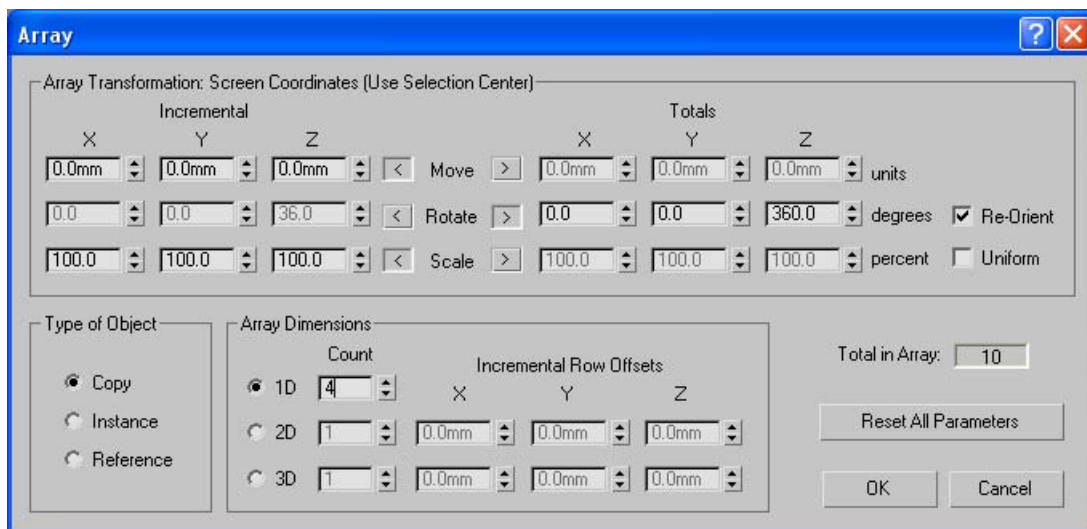 Array
Array Transformation: Screen Coordinates (Use Selection Center)
Incremental Totals
X Y Z X Y Z
0.0mm 0.0mm 0.0mm < Move > 0.0mm 0.0mm 0.0mm units
0.0 0.0 36.0 < Rotate > 0.0 0.0 360.0 degrees Re-Orient
100.0 100.0 100.0 < Scale > 100.0 100.0 100.0 percent Uniform
Type of Object
Copy
Instance
Reference
Array Dimensions
Count
Incremental Row Offsets
1D 4 X Y Z
2D 1 0.0mm 0.0mm 0.0mm
3D 1 0.0mm 0.0mm 0.0mm
Total in Array: 10
Reset All Parameters
OK Cancel